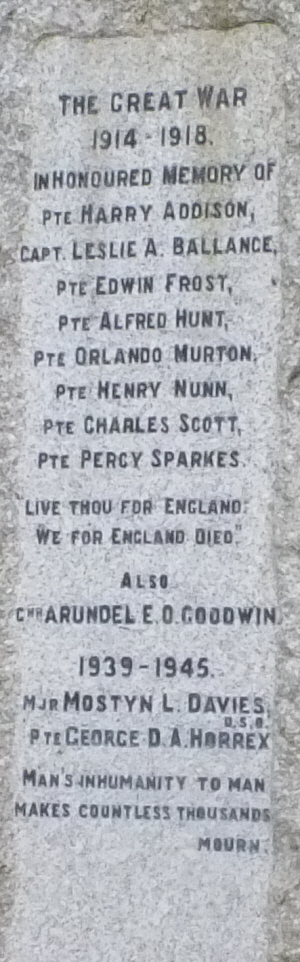 THE GREAT WAR
1914 - 1918.
IN HONOURED MEMORY OF
PTE HARRY ADDISON,
CAPT. LESLIE A. BALLANCE,
PTE EDWIN FROST,
PTE ALFRED HUNT,
PTE ORLANDO MURTON,
PTE HENRY NUNN,
PTE CHARLES SCOTT,
PTE PERCY SPARKES.
"LIVE THOU FOR ENGLAND:
WE FOR ENGLAND DIED."
ALSO
ARUNDEL E. O. GOODWIN.
1939 - 1945.
MJR MOSTYN L. DAVIES,
D.S.O.
PTE GEORGE D. A. HORREX
MAN'S INHUMANITY TO MAN
MAKES COUNTLESS THOUSANDS
MOURN.